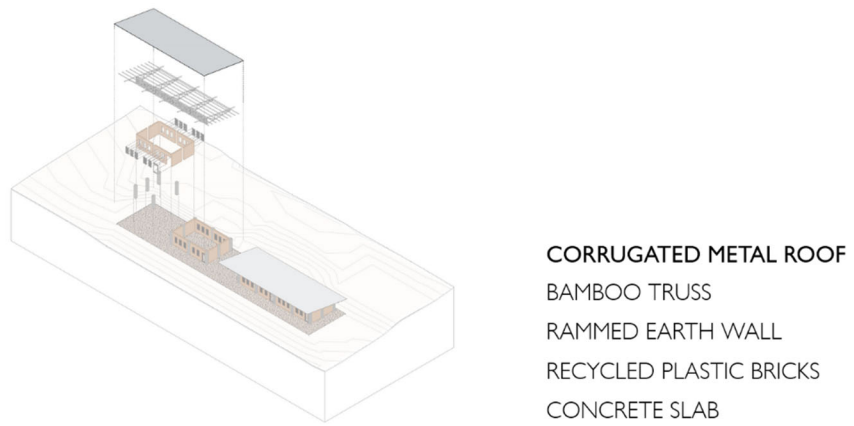 CORRUGATED METAL ROOF
BAMBOO TRUSS
RAMMED EARTH WALL
RECYCLED PLASTIC BRICKS
CONCRETE SLAB